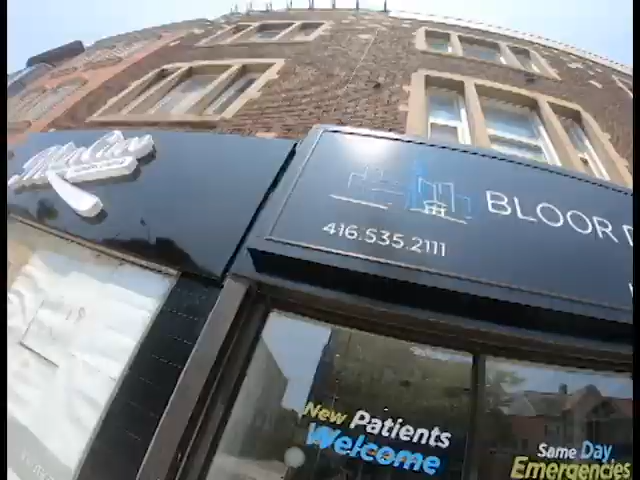 BLOOR
416.535.2111
New Patients
Welcome
Same Day
Emergencies